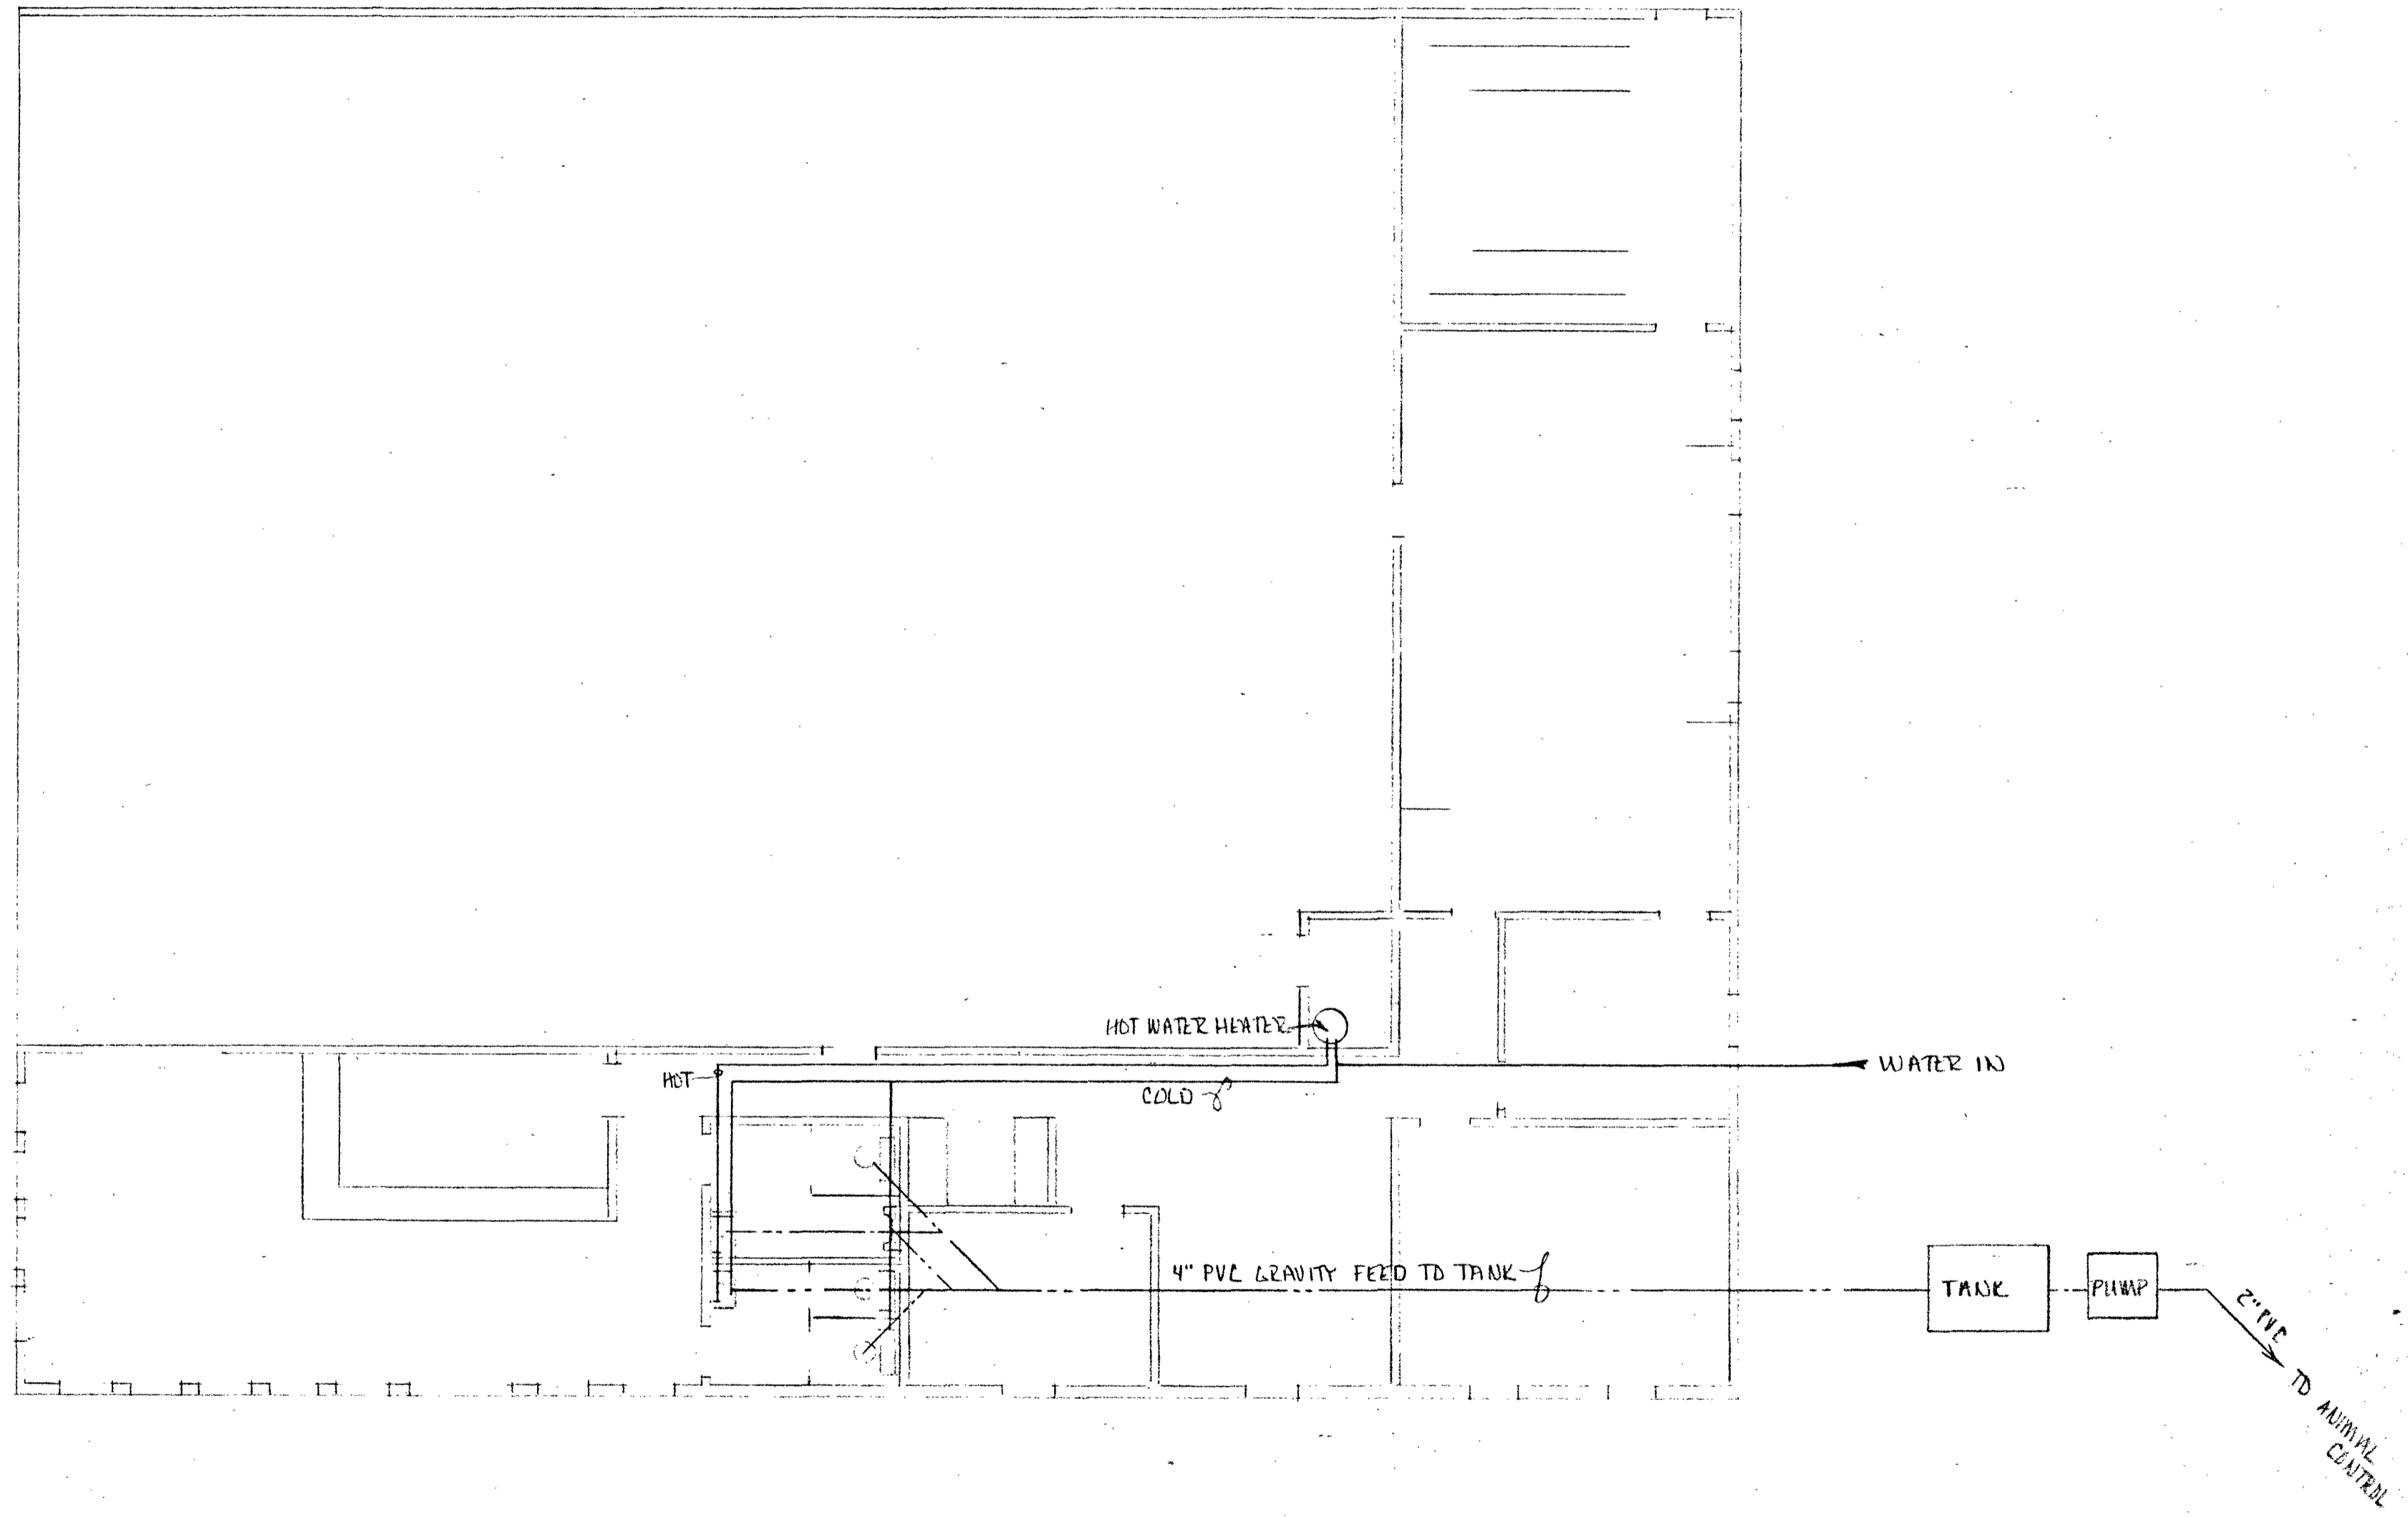 HOT WATER HEATER
HOT
COLD
WATER IN
4" PVC GRAVITY FEED TO TANK
TANK
PUMP
2" PVC TO ANIMAL
CONTROL